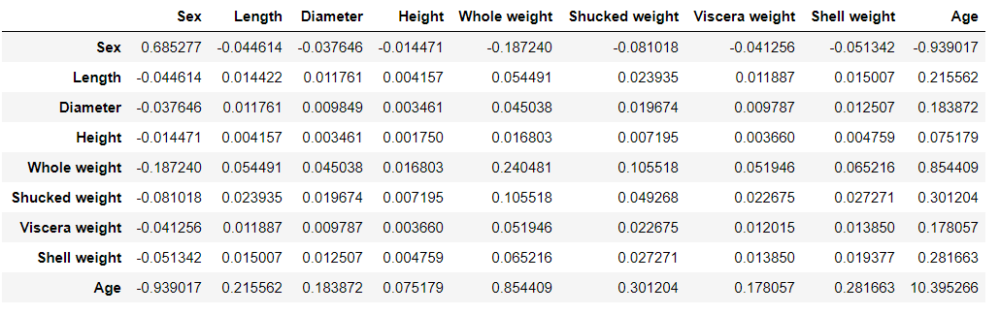 Sex Length Diameter Height Whole weight Shucked weight Viscera weight Shell weight Age
Sex 0.685277 -0.044614 -0.037646 -0.014471 -0.187240 -0.081018 -0.041256 -0.051342 -0.939017
Length -0.044614 0.014422 0.011761 0.004157 0.054491 0.023935 0.011887 0.015007 0.215562
Diameter -0.037646 0.011761 0.009849 0.003461 0.045038 0.019674 0.009787 0.012507 0.183872
Height -0.014471 0.004157 0.003461 0.001750 0.016803 0.007195 0.003660 0.004759 0.075179
Whole weight -0.187240 0.054491 0.045038 0.016803 0.240481 0.105518 0.051946 0.065216 0.854409
Shucked weight -0.081018 0.023935 0.019674 0.007195 0.105518 0.049268 0.022675 0.027271 0.301204
Viscera weight -0.041256 0.011887 0.009787 0.003660 0.051946 0.022675 0.012015 0.013850 0.178057
Shell weight -0.051342 0.015007 0.012507 0.004759 0.065216 0.027271 0.013850 0.019377 0.281663
Age -0.939017 0.215562 0.183872 0.075179 0.854409 0.301204 0.178057 0.281663 10.395266